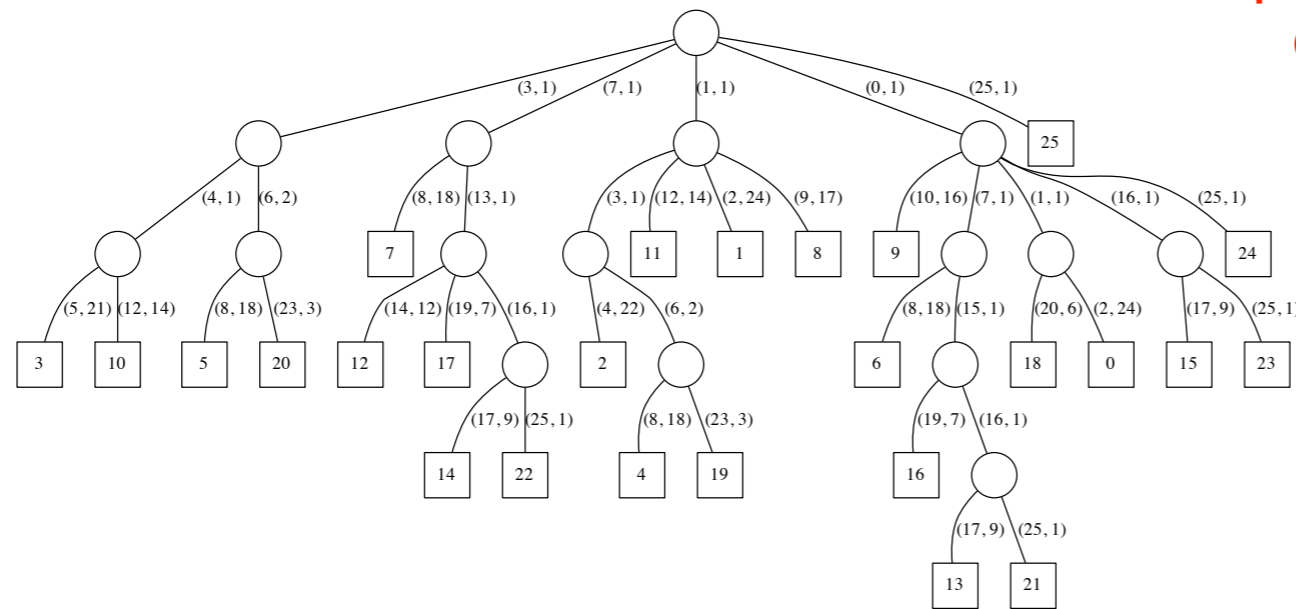 (3, 1) (7, 1) (1, 1) (0, 1) (25, 1)
25
(4, 1) (6, 2) (8, 18) (13, 1) (3, 1) (12, 14) (2, 24) (9, 17) (10, 16) (7, 1) (1, 1) (16, 1) (25, 1)
7 11 1 8 9 24
(5, 21) (12, 14) (8, 18) (23, 3) (14, 12) (19, 7) (16, 1) (4, 22) (6, 2) (8, 18) (15, 1) (20, 6) (2, 24) (17, 9) (25, 1
3 10 5 20 12 17 2 6 18 0 15 23
(17, 9) (25, 1) (8, 18) (23, 3) (19, 7) (16, 1)
14 22 4 19 16
(17, 9) (25, 1)
13 21